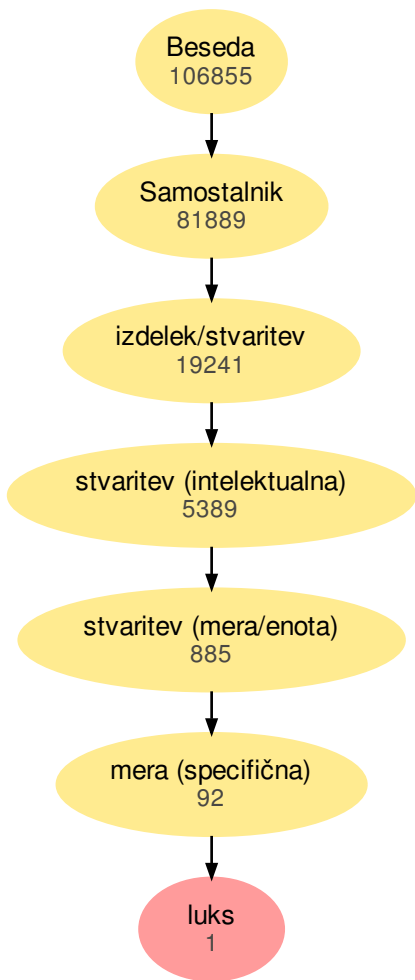 Beseda
106855
Samostalnik
81889
izdelek/stvaritev
19241
stvaritev (intelektualna)
5389
stvaritev (mera/enota)
885
mera (specifična)
92
luks
1